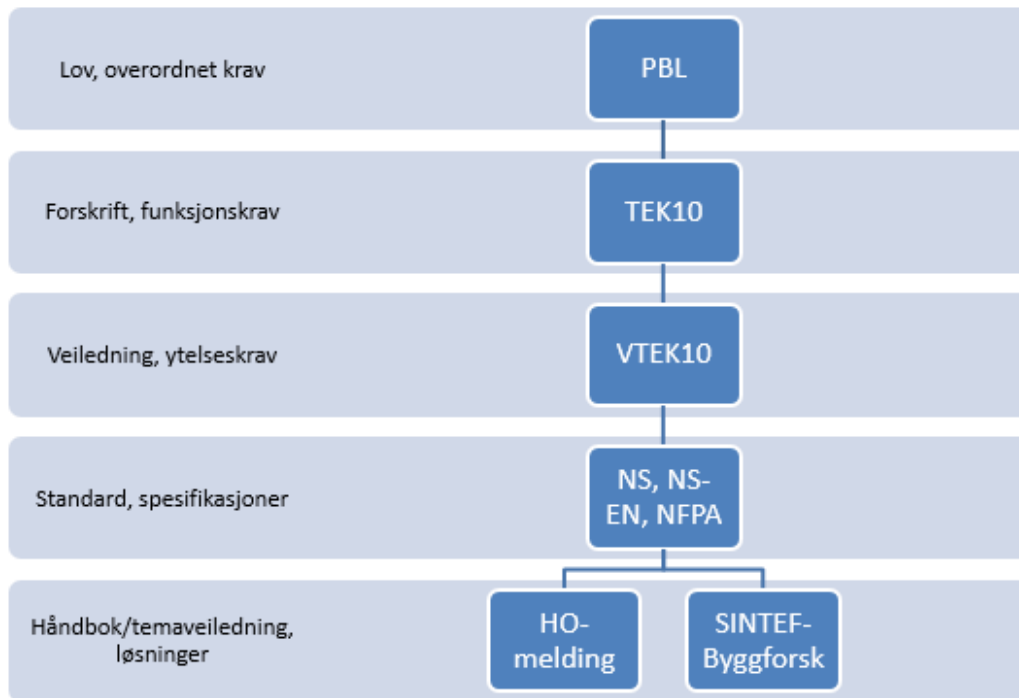 Lov, overordnet krav
PBL
Forskrift, funksjonskrav
TEK10
Veiledning, ytelseskrav
VTEK10
Standard, spesifikasjoner
NS, NS-
EN, NFPA
Håndbok/temaveiledning,
løsninger
HO-
melding
SINTEF-
Byggforsk